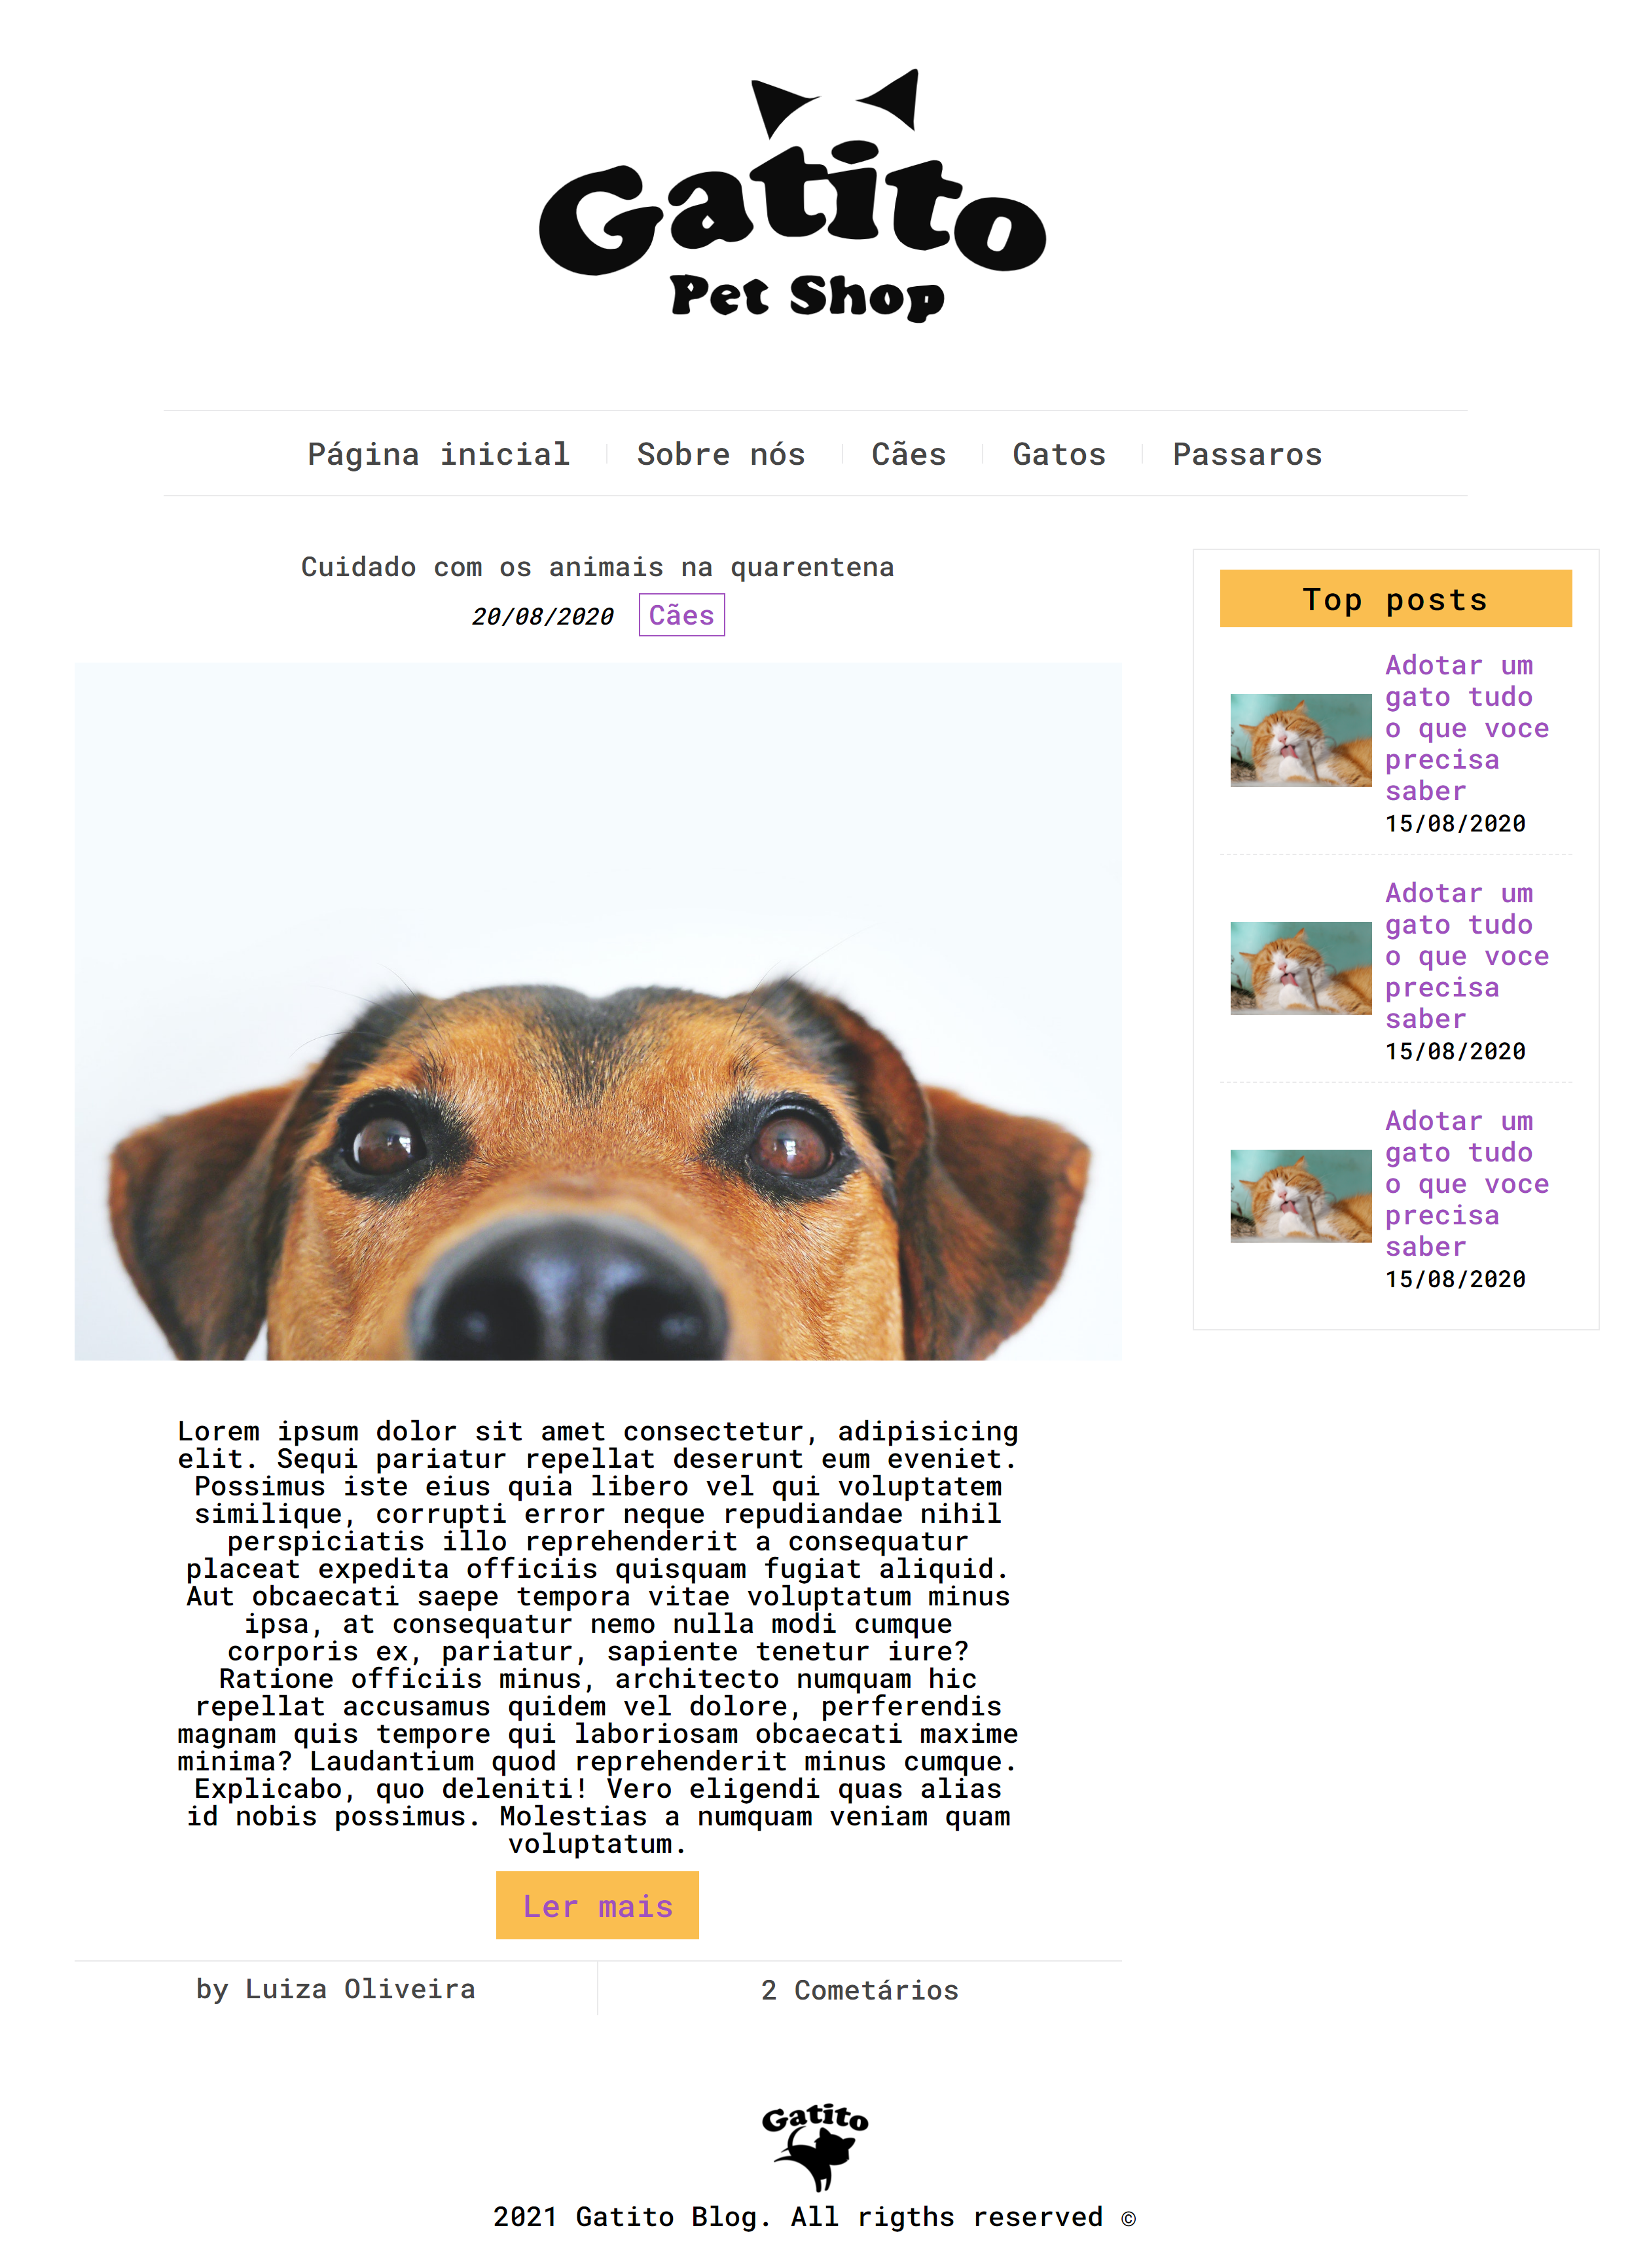 Gatito
Pet Shop
Página inicial
Sobre nós
Cães
Gatos
Passaros
Cuidado com os animais na quarentena
20/08/2020
Cães
Lorem ipsum dolor sit amet consectetur, adipisicing
elit. Sequi pariatur repellat deserunt eum eveniet.
Possimus iste eius quia libero vel qui voluptatem
similique, corrupti error neque repudiandae nihil
perspiciatis illo reprehenderit a consequatur
placeat expedita officiis quisquam fugiat aliquid.
Aut obcaecati saepe tempora vitae voluptatum minus
ipsa, at consequatur nemo nulla modi cumque
corporis ex, pariatur, sapiente tenetur iure?
Ratione officiis minus, architecto numquam hic
repellat accusamus quidem vel dolore, perferendis
magnam quis tempore qui laboriosam obcaecati maxime
minima? Laudantium quod reprehenderit minus cumque.
Explicabo, quo deleniti! Vero eligendi quas alias
id nobis possimus. Molestias a numquam veniam quam
voluptatum.
Ler mais
by Luiza Oliveira
2 Cometários
Top posts
Adotar um
gato tudo
o que voce
precisa
saber
15/08/2020
Adotar um
gato tudo
o que voce
precisa
saber
15/08/2020
Adotar um
gato tudo
o que voce
precisa
saber
15/08/2020
Gatito
2021 Gatito Blog. All rigths reserved ©